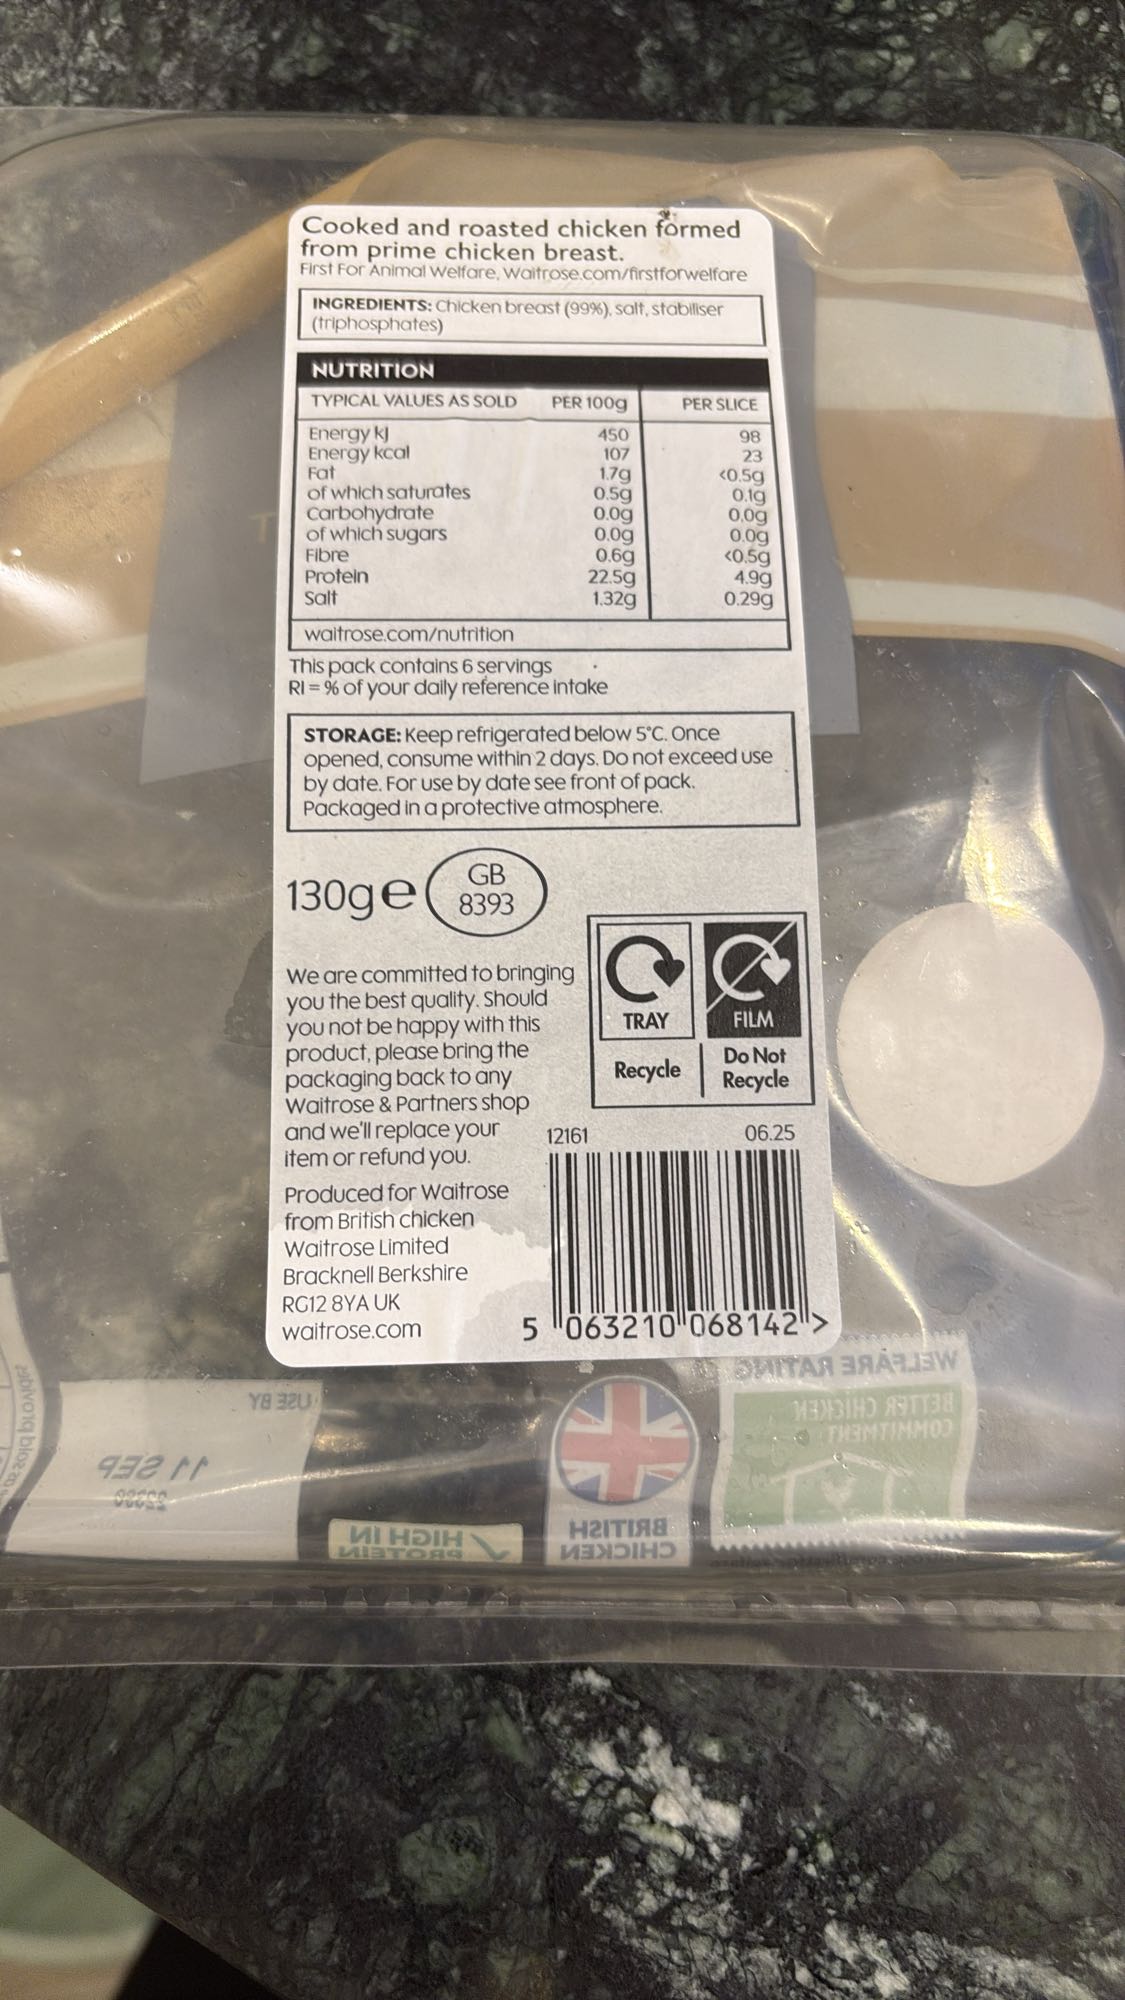 Cooked and roasted chicken formed
from prime chicken breast.
First For Animal Welfare, Waitrose.com/firstforwelfare
INGREDIENTS: Chicken breast (99%), salt, stabiliser
(triphosphates)
NUTRITION
TYPICAL VALUES AS SOLD PER 100g PER SLICE
Energy kJ 450 98
Energy kcal 107 23
Fat 1.7g <0.5g
of which saturates 0.5g 0.1g
Carbohydrate 0.0g 0.0g
of which sugars 0.0g 0.0g
Fibre 0.6g <0.5g
Protein 22.5g 4.9g
Salt 1.32g 0.29g
waitrose.com/nutrition
This pack contains 6 servings
RI = % of your daily reference intake
STORAGE: Keep refrigerated below 5°C. Once
opened, consume within 2 days. Do not exceed use
by date. For use by date see front of pack.
Packaged in a protective atmosphere.
130g e
GB
8393
TRAY
Recycle
FILM
Do Not
Recycle
We are committed to bringing
you the best quality. Should
you not be happy with this
product, please bring the
packaging back to any
Waitrose & Partners shop
and we'll replace your
item or refund you.
Produced for Waitrose
from British chicken
Waitrose Limited
Bracknell Berkshire
RG12 8YA UK
waitrose.com
12161 06.25
5 063210 068142 >
WELFARE RATING
BETTER CHICKEN
COMMITMENT
USE BY
11 SEP
HIGH IN
PROTEIN
BRITISH
CHICKEN